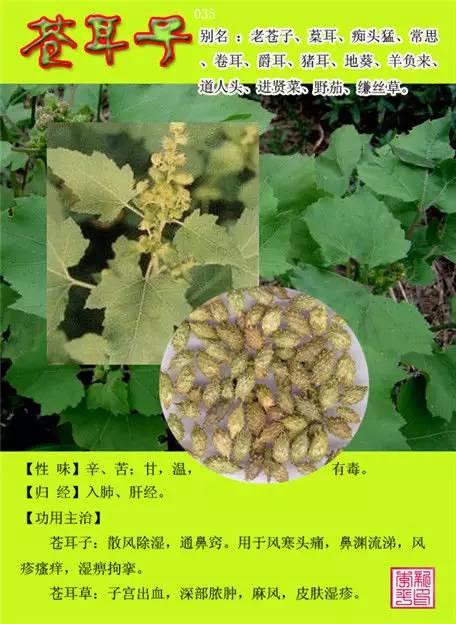 035
苍耳子
别名：老苍子、葈耳、痴头猛、常思
、卷耳、爵耳、猪耳、地葵、羊负来、
道人头、进贤菜、野茄、缣丝草。
【性 味】辛、苦；甘，温， 有毒。
【归 经】入肺、肝经。
【功用主治】
苍耳子：散风除湿，通鼻窍。用于风寒头痛，鼻渊流涕，风
疹瘙痒，湿痹拘挛。
苍耳草：子宫出血，深部脓肿，麻风，皮肤湿疹。